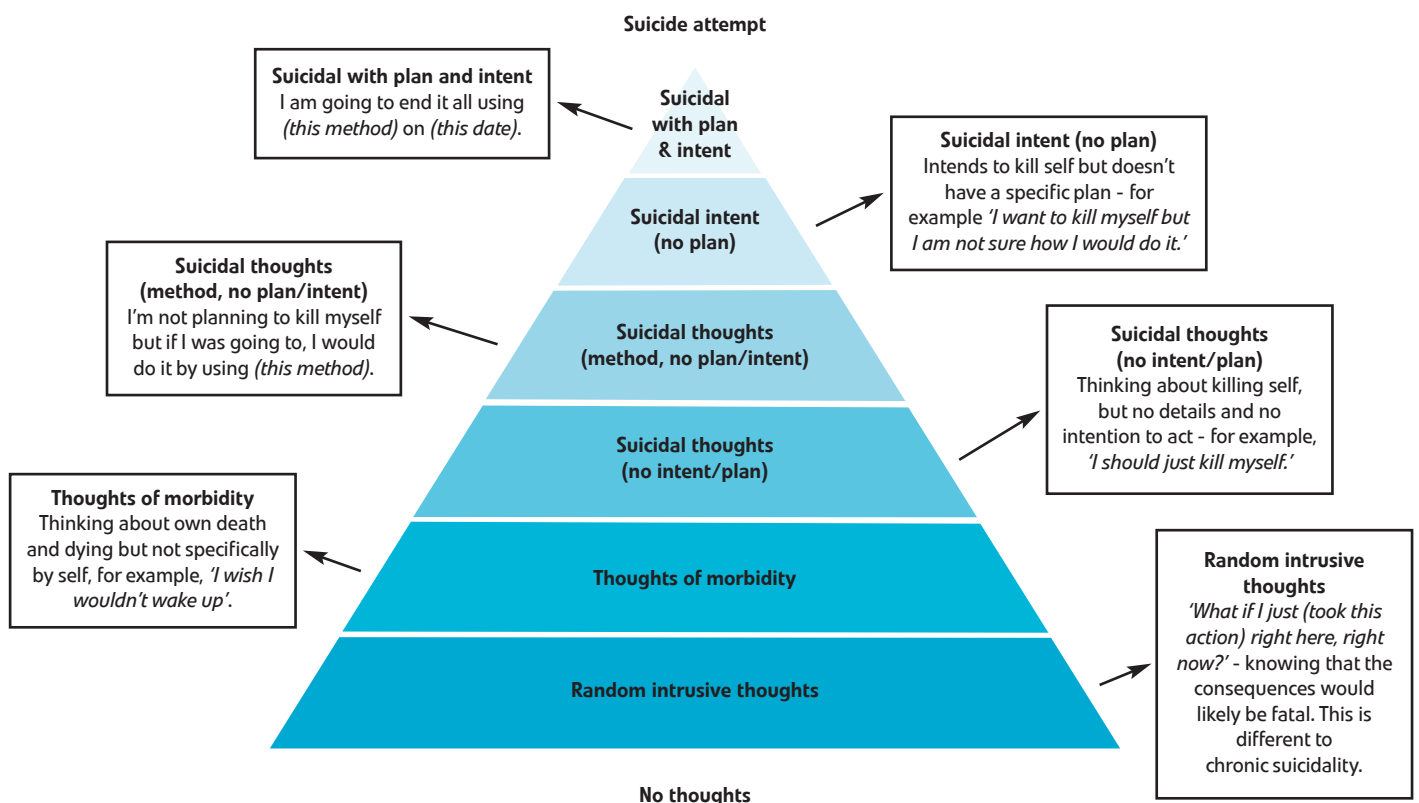 Suicide attempt
Suicidal with plan and intent
I am going to end it all using
(this method) on (this date).
Suicidal
with plan
& intent
Suicidal intent (no plan)
Intends to kill self but doesn’t
have a specific plan - for
example ‘I want to kill myself but
I am not sure how I would do it.’
Suicidal intent
(no plan)
Suicidal thoughts
(method, no plan/intent)
I’m not planning to kill myself
but if I was going to, I would
do it by using (this method).
Suicidal thoughts
(method, no plan/intent)
Suicidal thoughts
(no intent/plan)
Thinking about killing self,
but no details and no
intention to act - for example,
‘I should just kill myself.’
Suicidal thoughts
(no intent/plan)
Thoughts of morbidity
Thinking about own death
and dying but not specifically
by self, for example, ‘I wish I
wouldn’t wake up’.
Thoughts of morbidity
Random intrusive
thoughts
‘What if I just (took this
action) right here, right
now?’ - knowing that the
consequences would
likely be fatal. This is
different to
chronic suicidality.
Random intrusive thoughts
No thoughts